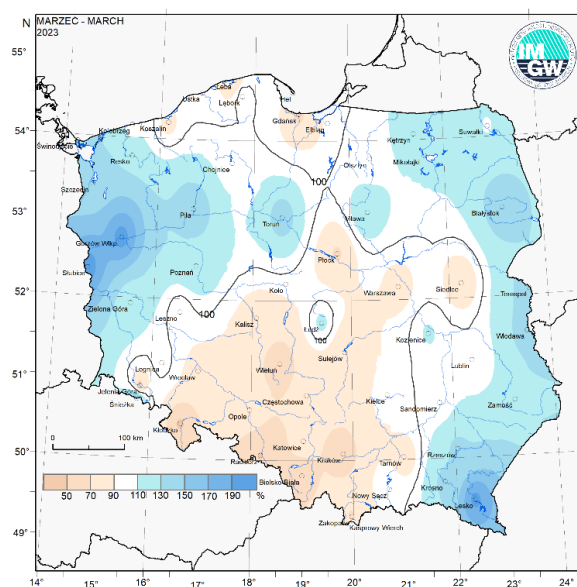 N
MARZEC - MARCH
2023
IM
GW
55°
Łeba
Ustka
Lębork
Hel
Koszalin
Gdańsk
Elbląg
Kołobrzeg
54°
Suwałki
Kętrzyn
Świnoujście
Resko
Chojnice
Olsztyn
Mikołajki
Szczecin
100
Piła
Toruń
Mława
Białystok
53°
Gorzów Wlkp
Płock
Słubice
Poznań
Warszawa
Siedlce
Terespol
Koło
52°
Zielona Góra
Leszno
100
Kalisz
Łódź
100
Kozienice
Włodawa
Sulejów
Legnica
Wrocław
Wieluń
Lublin
51°
Jelenia Góra
Śnieżka
Częstochowa
Kielce
Sandomierz
Zamość
Opole
Kłodzko
0
100 km
Katowice
Racibórz
Kraków
Tarnów
Rzeszów
50°
50 70 90 110 130 150 170 190 %
Bielsko-Biała
Nowy Sącz
Krosno
Lesko
Zakopane
Kasprowy Wierch
49°
14° 15° 16° 17° 18° 19° 20° 21° 22° 23° 24°